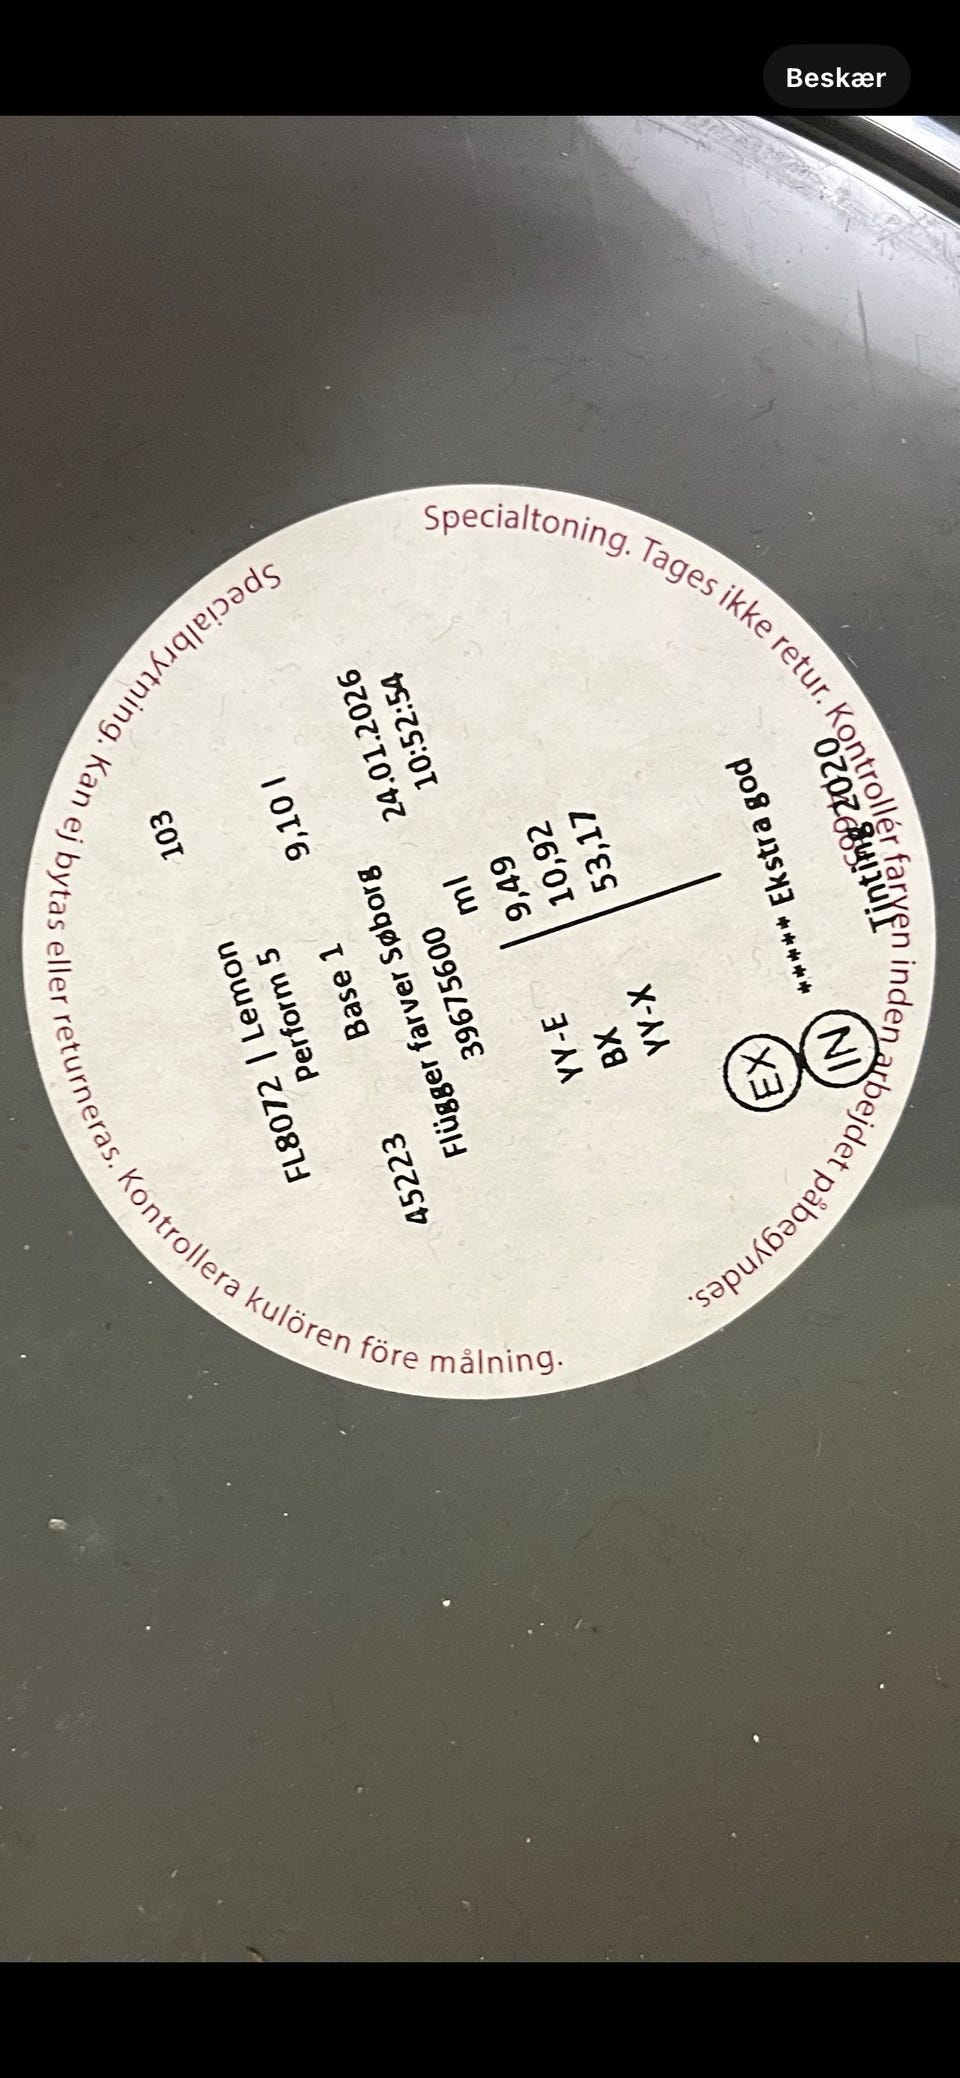 Beskær
Specialbrytning. Kan ej bytas eller returneras. Kontrollera kulören före målning.
Specialtoning. Tages ikke retur. Kontrollér farven inden arbejdet påbegyndes.
103
FL8072 | Lemon
Perform 5 9,10 l
Base 1
45223 24.01.2026
Flügger farver Søborg 10:52:54
39675600
ml
YY-E 9,49
BX 10,92
YY-X 53,17
EX
IN ****** Ekstra god
Tinting 2020